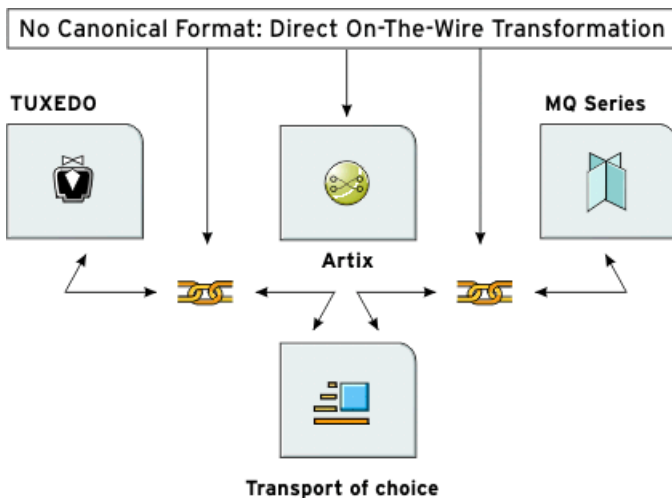 No Canonical Format: Direct On-The-Wire Transformation
TUXEDO
MQ Series
Artix
Transport of choice